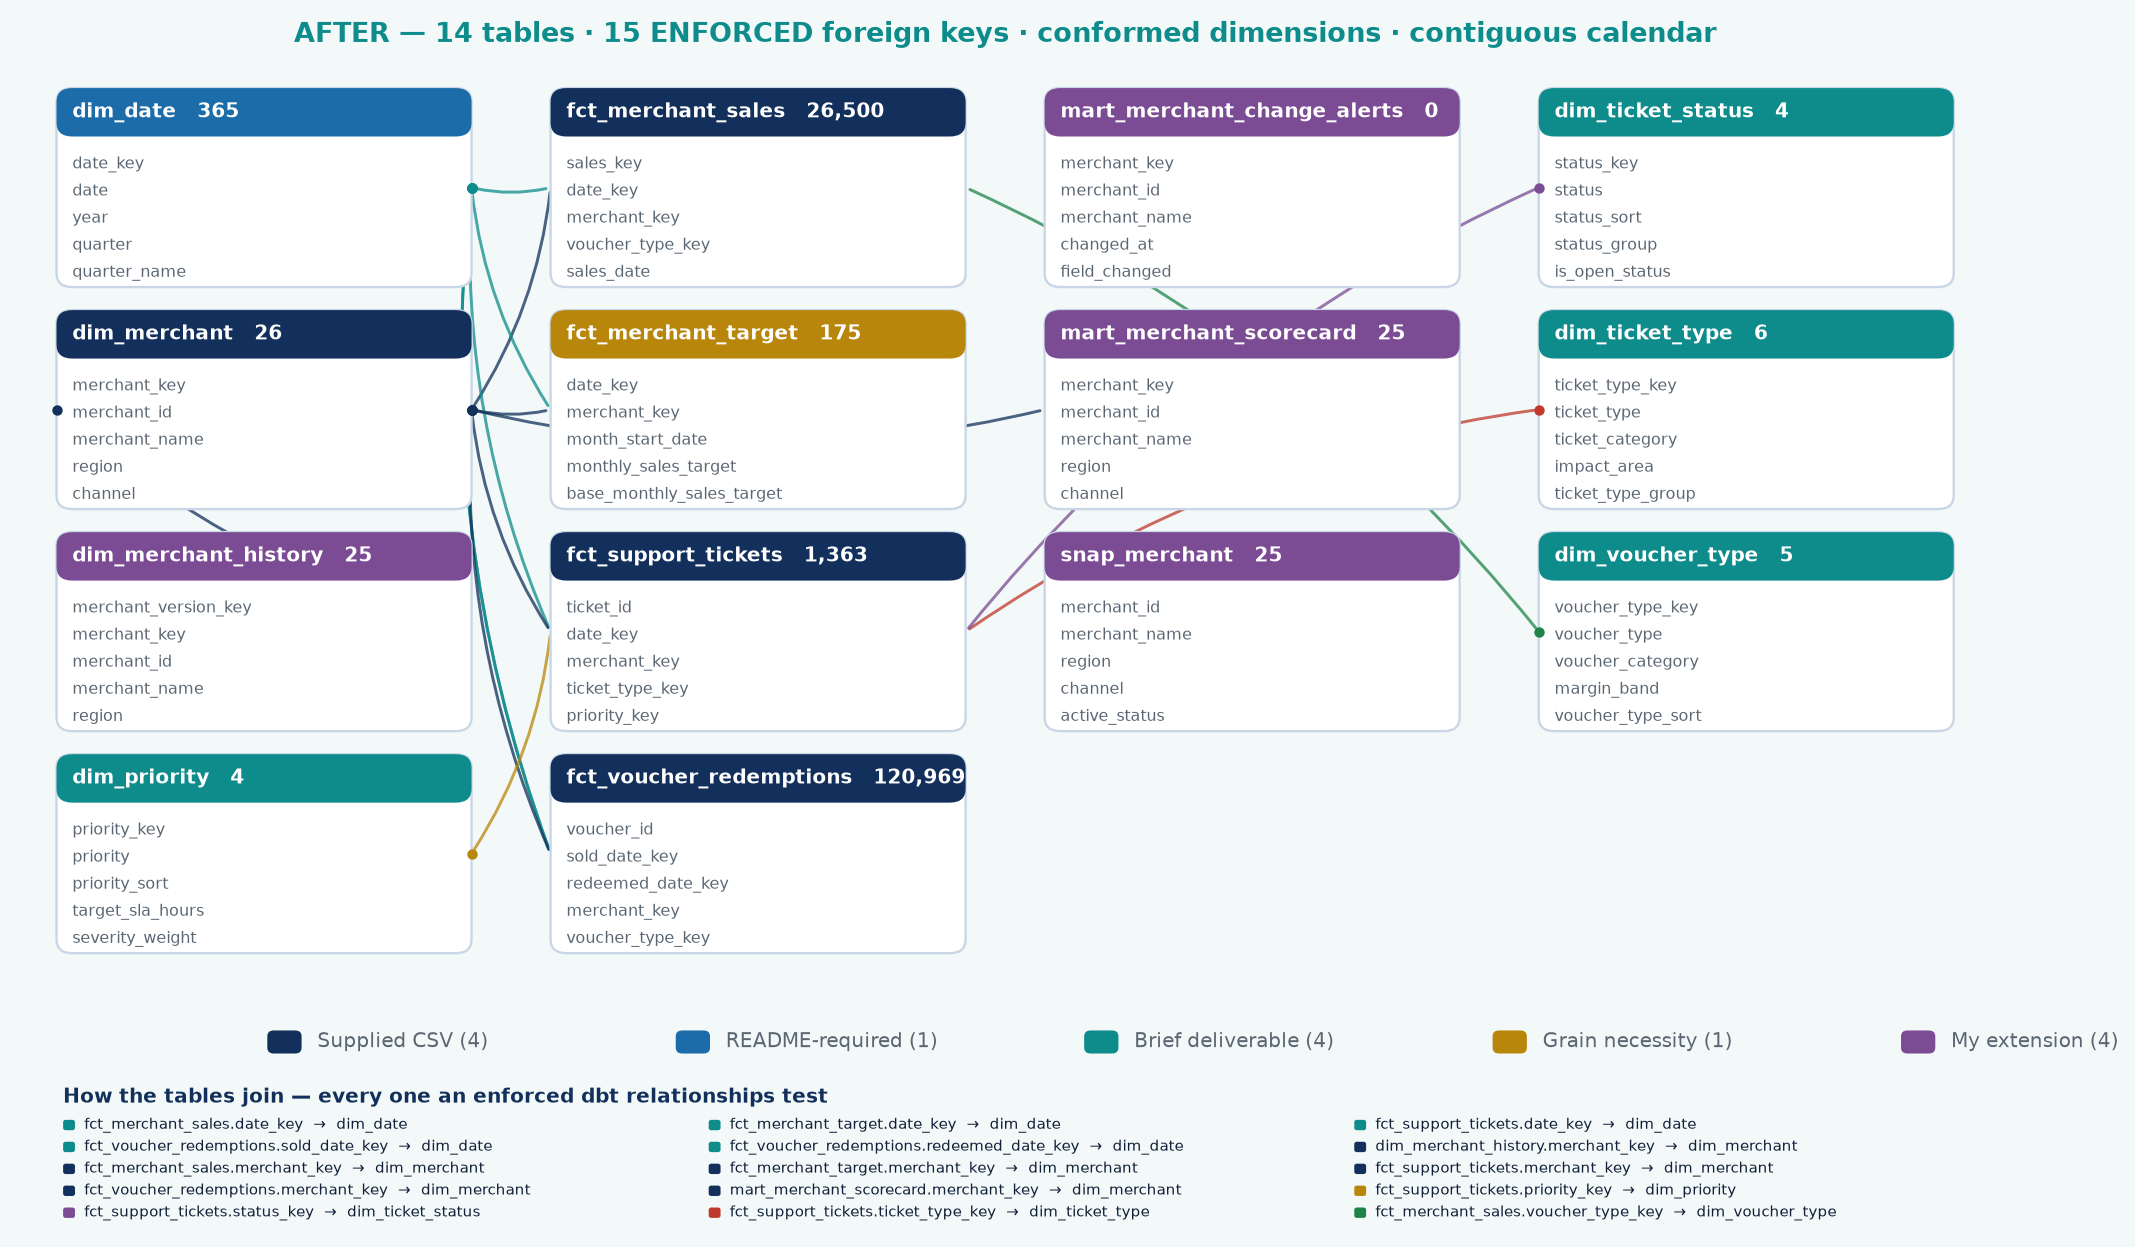 AFTER — 14 tables · 15 ENFORCED foreign keys · conformed dimensions · contiguous calendar
dim_date 365
date_key
date
year
quarter
quarter_name
fct_merchant_sales 26,500
sales_key
date_key
merchant_key
voucher_type_key
sales_date
mart_merchant_change_alerts 0
merchant_key
merchant_id
merchant_name
changed_at
field_changed
dim_ticket_status 4
status_key
status
status_sort
status_group
is_open_status
dim_merchant 26
merchant_key
merchant_id
merchant_name
region
channel
fct_merchant_target 175
date_key
merchant_key
month_start_date
monthly_sales_target
base_monthly_sales_target
mart_merchant_scorecard 25
merchant_key
merchant_id
merchant_name
region
channel
dim_ticket_type 6
ticket_type_key
ticket_type
ticket_category
impact_area
ticket_type_group
dim_merchant_history 25
merchant_version_key
merchant_key
merchant_id
merchant_name
region
fct_support_tickets 1,363
ticket_id
date_key
merchant_key
ticket_type_key
priority_key
snap_merchant 25
merchant_id
merchant_name
region
channel
active_status
dim_voucher_type 5
voucher_type_key
voucher_type
voucher_category
margin_band
voucher_type_sort
dim_priority 4
priority_key
priority
priority_sort
target_sla_hours
severity_weight
fct_voucher_redemptions 120,969
voucher_id
sold_date_key
redeemed_date_key
merchant_key
voucher_type_key
Supplied CSV (4)
README-required (1)
Brief deliverable (4)
Grain necessity (1)
My extension (4)
How the tables join — every one an enforced dbt relationships test
fct_merchant_sales.date_key → dim_date
fct_merchant_target.date_key → dim_date
fct_support_tickets.date_key → dim_date
fct_voucher_redemptions.sold_date_key → dim_date
fct_voucher_redemptions.redeemed_date_key → dim_date
dim_merchant_history.merchant_key → dim_merchant
fct_merchant_sales.merchant_key → dim_merchant
fct_merchant_target.merchant_key → dim_merchant
fct_support_tickets.merchant_key → dim_merchant
fct_voucher_redemptions.merchant_key → dim_merchant
mart_merchant_scorecard.merchant_key → dim_merchant
fct_support_tickets.priority_key → dim_priority
fct_support_tickets.status_key → dim_ticket_status
fct_support_tickets.ticket_type_key → dim_ticket_type
fct_merchant_sales.voucher_type_key → dim_voucher_type